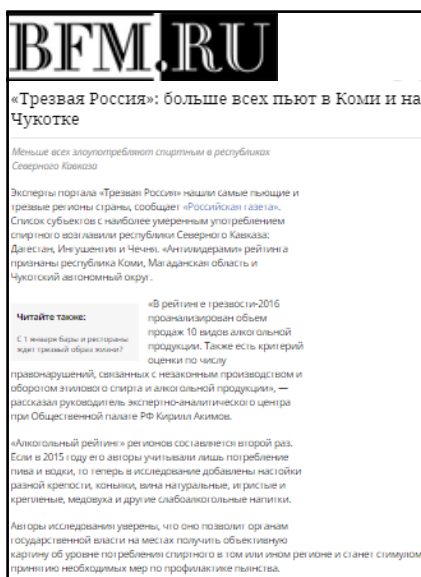 BFM.RU
«Трезвая Россия»: больше всех пьют в Коми и на
Чукотке
Меньше всех злоупотребляют спиртным в республиках
Северного Кавказа
Эксперты портала «Трезвая Россия» нашли самые пьющие и
трезвые регионы страны, сообщает «Российская газета».
Список субъектов с наиболее умеренным употреблением
спиртного возглавили республики Северного Кавказа:
Дагестан, Ингушетия и Чечня. «Антилидерами» рейтинга
признаны республика Коми, Магаданская область и
Чукотский автономный округ.
Читайте также:
С 1 января бары и рестораны
ждет трезвый образ жизни?
«В рейтинге трезвости-2016
проанализирован объем
продаж 10 видов алкогольной
продукции. Также есть критерий
оценки по числу
правонарушений, связанных с незаконным производством и
оборотом этилового спирта и алкогольной продукции», —
рассказал руководитель экспертно-аналитического центра
при Общественной палате РФ Кирилл Акимов.
«Алкогольный рейтинг» регионов составляется второй раз.
Если в 2015 году его авторы учитывали лишь потребление
пива и водки, то теперь в исследование добавлены настойки
разной крепости, коньяки, вина натуральные, игристые и
крепленые, медовуха и другие слабоалкогольные напитки.
Авторы исследования уверены, что оно позволит органам
государственной власти на местах получить объективную
картину об уровне потребления спиртного в том или ином регионе и станет стимулом
принятию необходимых мер по профилактике пьянства.